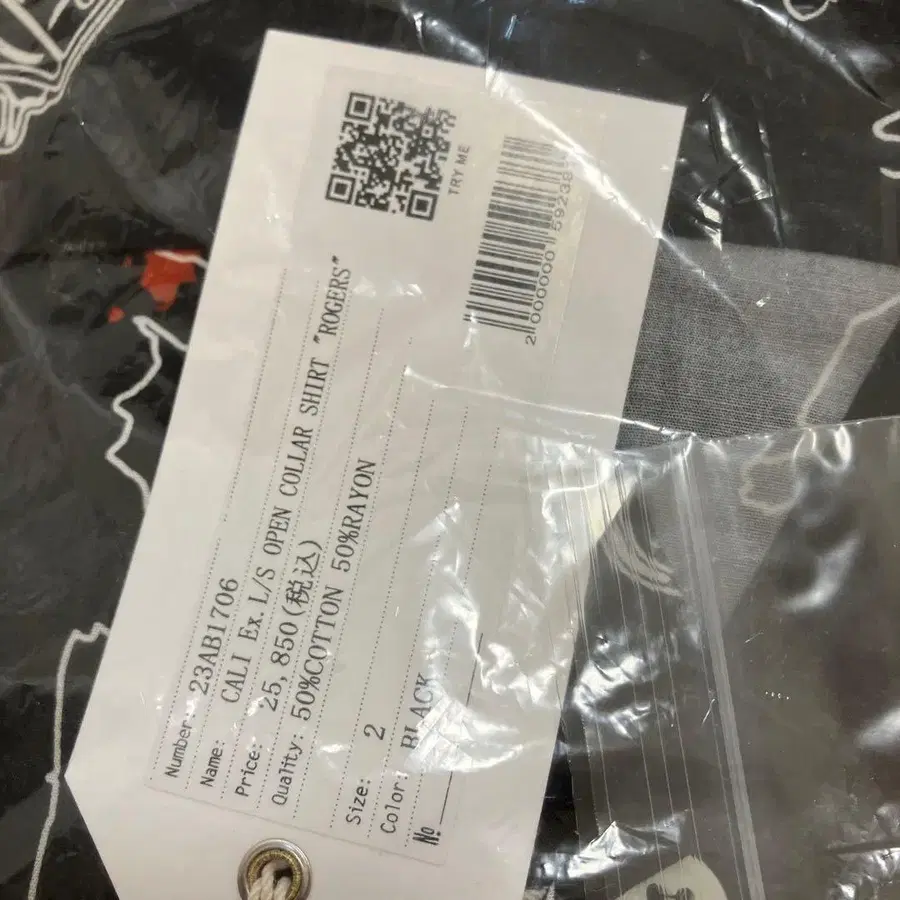 TRY ME
Number: 23AB1706
Name: CALI Ex. L/S OPEN COLLAR SHIRT "ROGERS"
Price: 25,850(税込)
Quality: 50%COTTON 50%RAYON
Size: 2
Color: BLACK
№